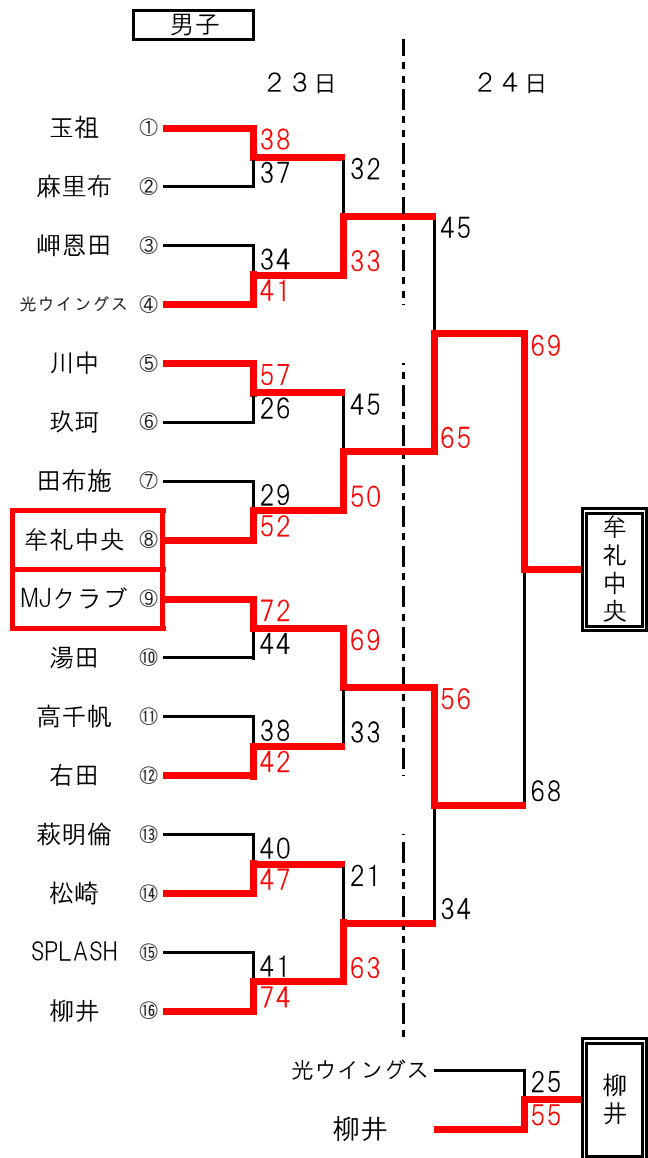 男子
23日 24日
玉祖 ①
38
37
麻里布 ②
32
岬恩田 ③
34
41
光ウイングス ④
33
45
川中 ⑤
57
26
玖珂 ⑥
45
田布施 ⑦
29
52
牟礼中央 ⑧
50
65
69
牟礼中央
MJクラブ ⑨
72
44
湯田 ⑩
69
高千帆 ⑪
38
42
右田 ⑫
33
56
68
萩明倫 ⑬
40
47
松崎 ⑭
21
SPLASH ⑮
41
74
柳井 ⑯
63
34
光ウイングス
25
55
柳井
柳井